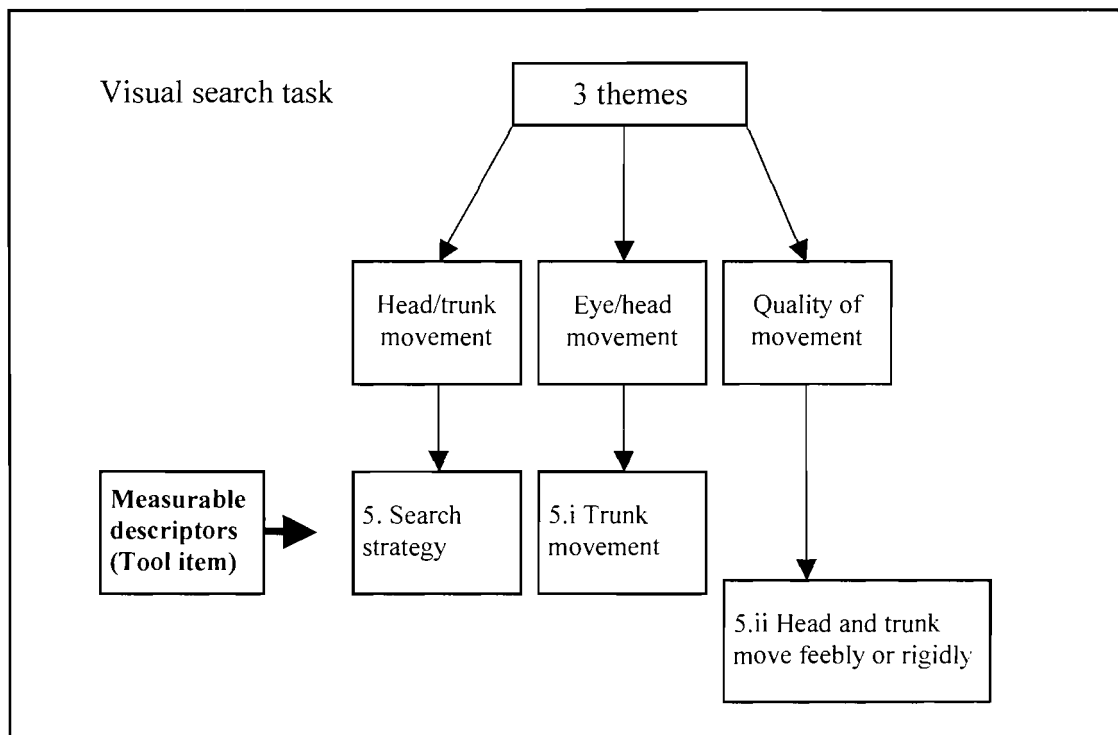 Visual search task
3 themes
Head/trunk
movement
Eye/head
movement
Quality of
movement
Measurable
descriptors
(Tool item)
5. Search
strategy
5.i Trunk
movement
5.ii Head and trunk
move feebly or rigidly